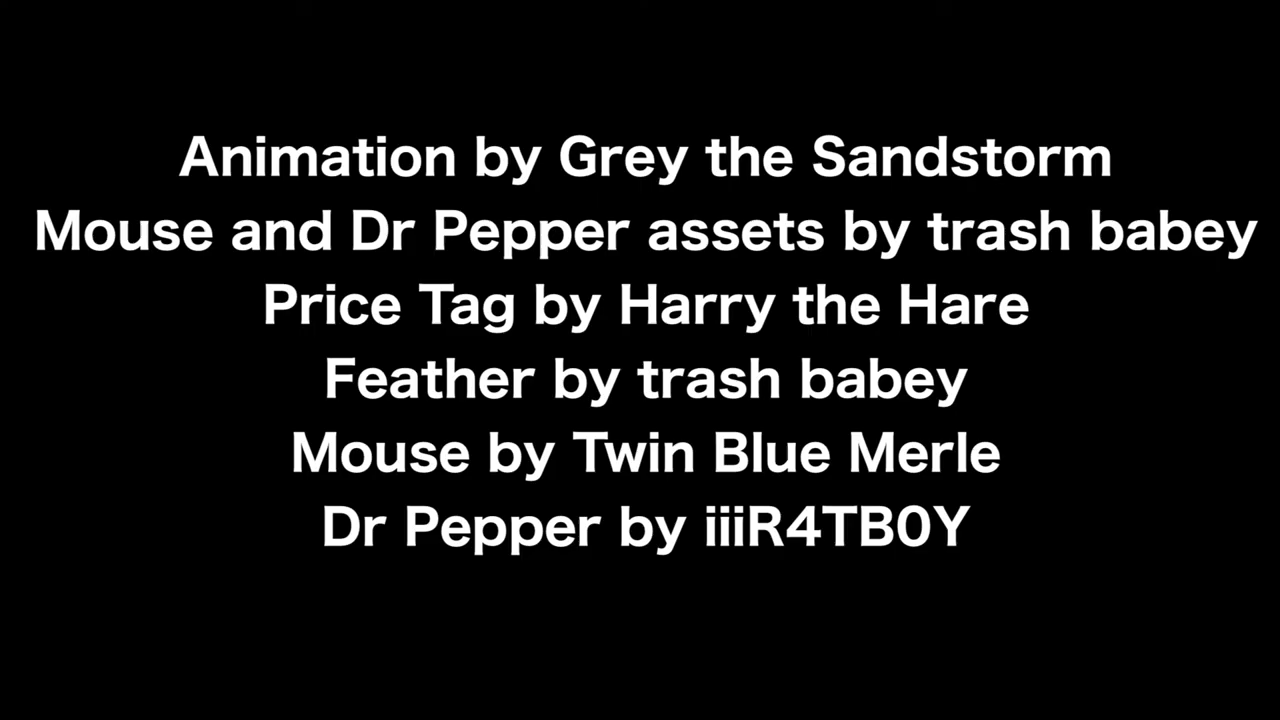 Animation by Grey the Sandstorm
Mouse and Dr Pepper assets by trash babey
Price Tag by Harry the Hare
Feather by trash babey
Mouse by Twin Blue Merle
Dr Pepper by iiiR4TB0Y